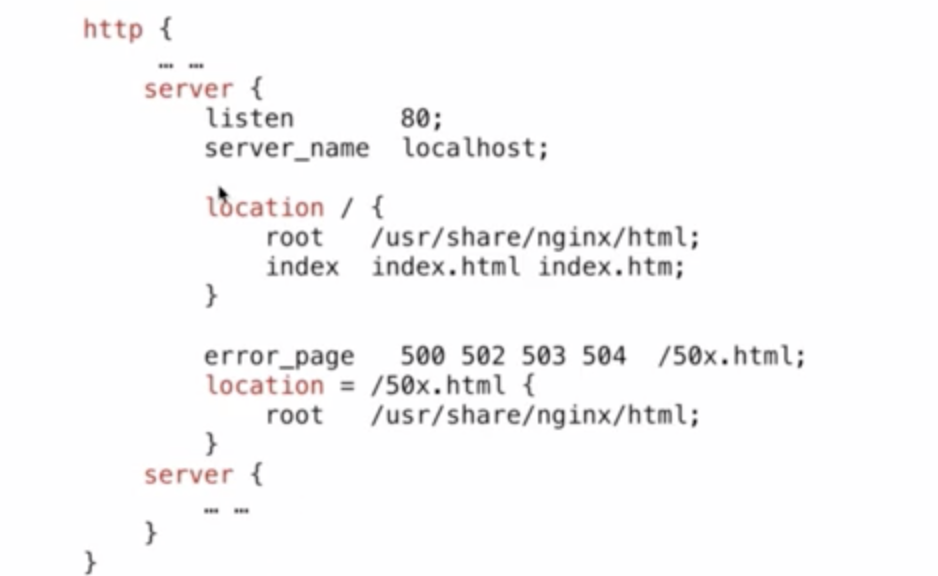 http {
… …
server {
listen 80;
server_name localhost;
location / {
root /usr/share/nginx/html;
index index.html index.htm;
}
error_page 500 502 503 504 /50x.html;
location = /50x.html {
root /usr/share/nginx/html;
}
server {
… …
}
}